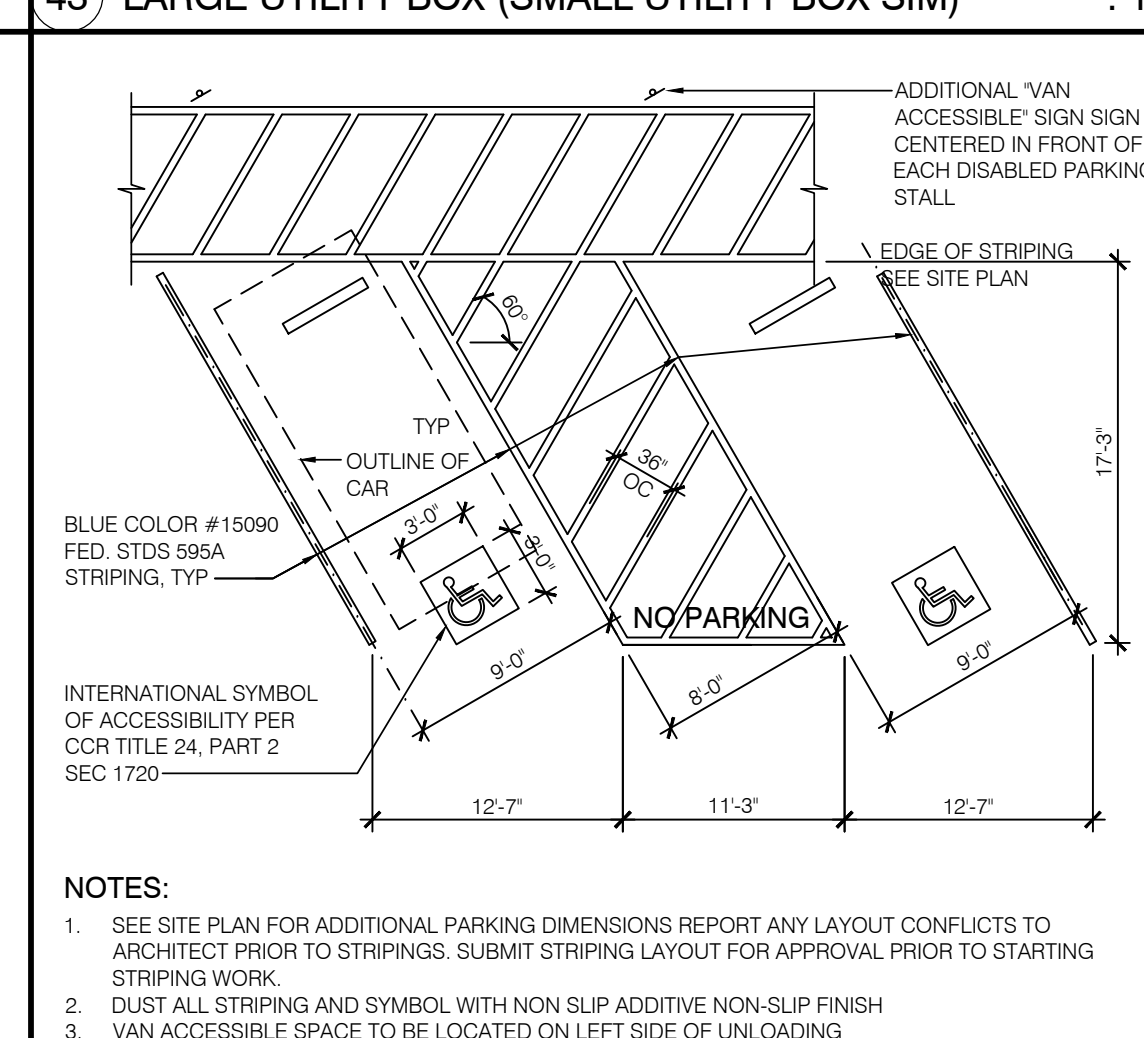 43 LARGE UTILITY BOX (SMALL UTILITY BOX SIM)
ADDITIONAL "VAN
ACCESSIBLE" SIGN SIGN
CENTERED IN FRONT OF
EACH DISABLED PARKING
STALL
EDGE OF STRIPING
SEE SITE PLAN
60°
17'-3"
TYP
OUTLINE OF
CAR
36"
OC
3'-0"
3'-0"
BLUE COLOR #15090
FED. STDS 595A
STRIPING, TYP
NO PARKING
9'-0"
8'-0"
9'-0"
INTERNATIONAL SYMBOL
OF ACCESSIBILITY PER
CCR TITLE 24, PART 2
SEC 1720
12'-7"
11'-3"
12'-7"
NOTES:
1. SEE SITE PLAN FOR ADDITIONAL PARKING DIMENSIONS REPORT ANY LAYOUT CONFLICTS TO
ARCHITECT PRIOR TO STRIPINGS. SUBMIT STRIPING LAYOUT FOR APPROVAL PRIOR TO STARTING
STRIPING WORK.
2. DUST ALL STRIPING AND SYMBOL WITH NON SLIP ADDITIVE NON-SLIP FINISH
3. VAN ACCESSIBLE SPACE TO BE LOCATED ON LEFT SIDE OF UNLOADING